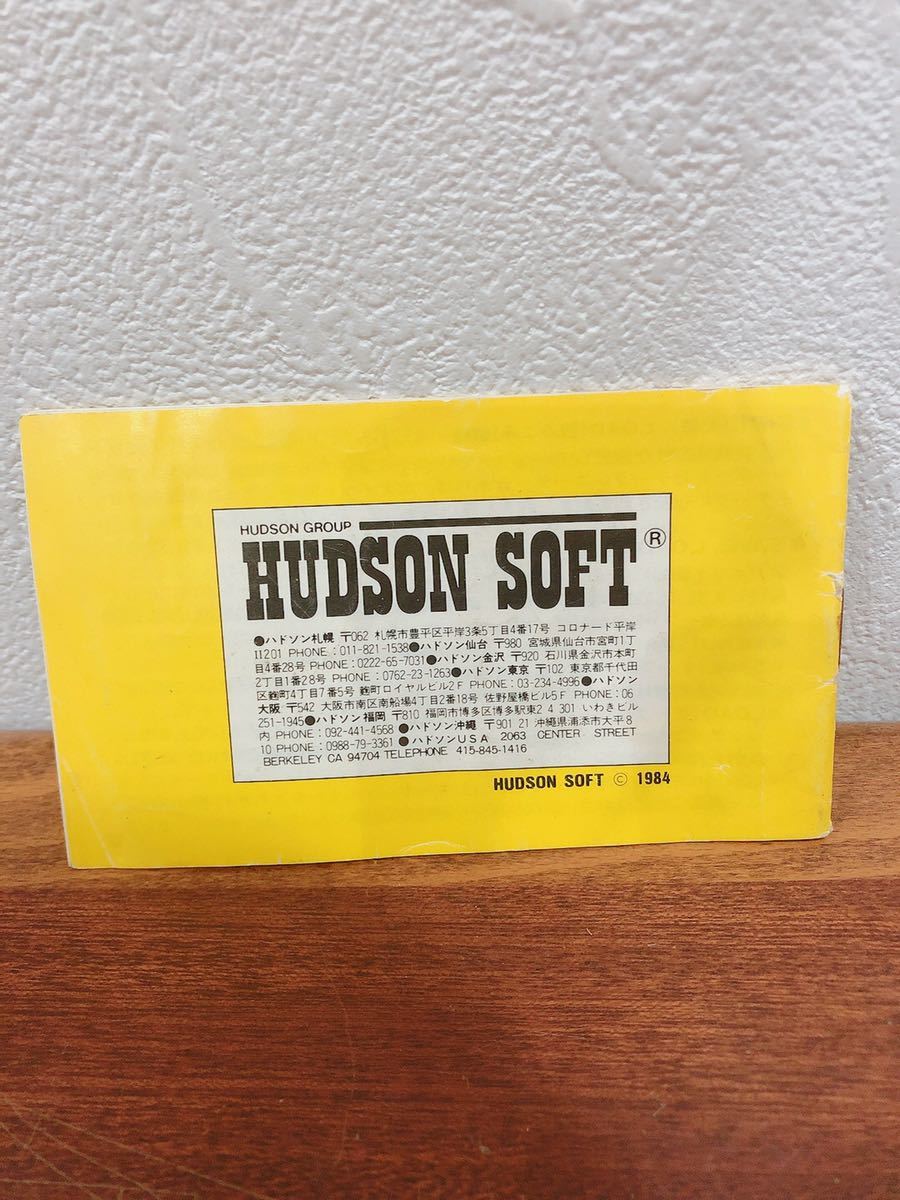 HUDSON GROUP
HUDSON SOFT®
●ハドソン札幌 〒062 札幌市豊平区平岸3条5丁目4番17号 コロナード平岸
II201 PHONE:011-821-1538●ハドソン仙台 〒980 宮城県仙台市宮町1丁
目4番28号 PHONE:0222-65-7031●ハドソン金沢 〒920 石川県金沢市本町
2丁目1番28号 PHONE:0762-23-1263●ハドソン東京 〒102 東京都千代田
区麹町4丁目7番5号 麹町ロイヤルビル2F PHONE:03-234-4996●ハドソン
大阪 〒542 大阪市南区南船場4丁目2番18号 佐野屋橋ビル5F PHONE:06
251-1945●ハドソン福岡 〒810 福岡市博多区博多駅東2 4 301 いわきビル
内 PHONE:092-441-4568●ハドソン沖縄 〒901 21 沖縄県浦添市大平8
10 PHONE:0988-79-3361●ハドソンUSA 2063 CENTER STREET
BERKELEY CA 94704 TELEPHONE 415-845-1416
HUDSON SOFT © 1984